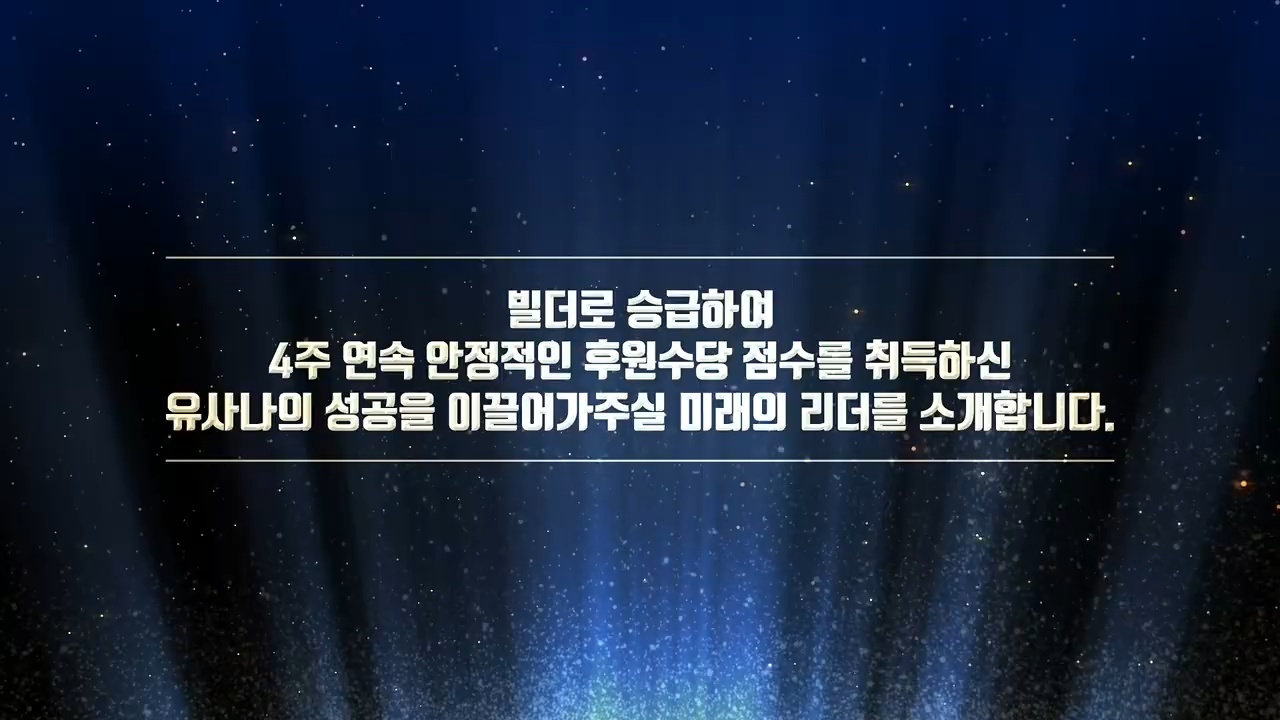 빌더로 승급하여
4주 연속 안정적인 후원수당 점수를 취득하신
유사나의 성공을 이끌어가주실 미래의 리더를 소개합니다.